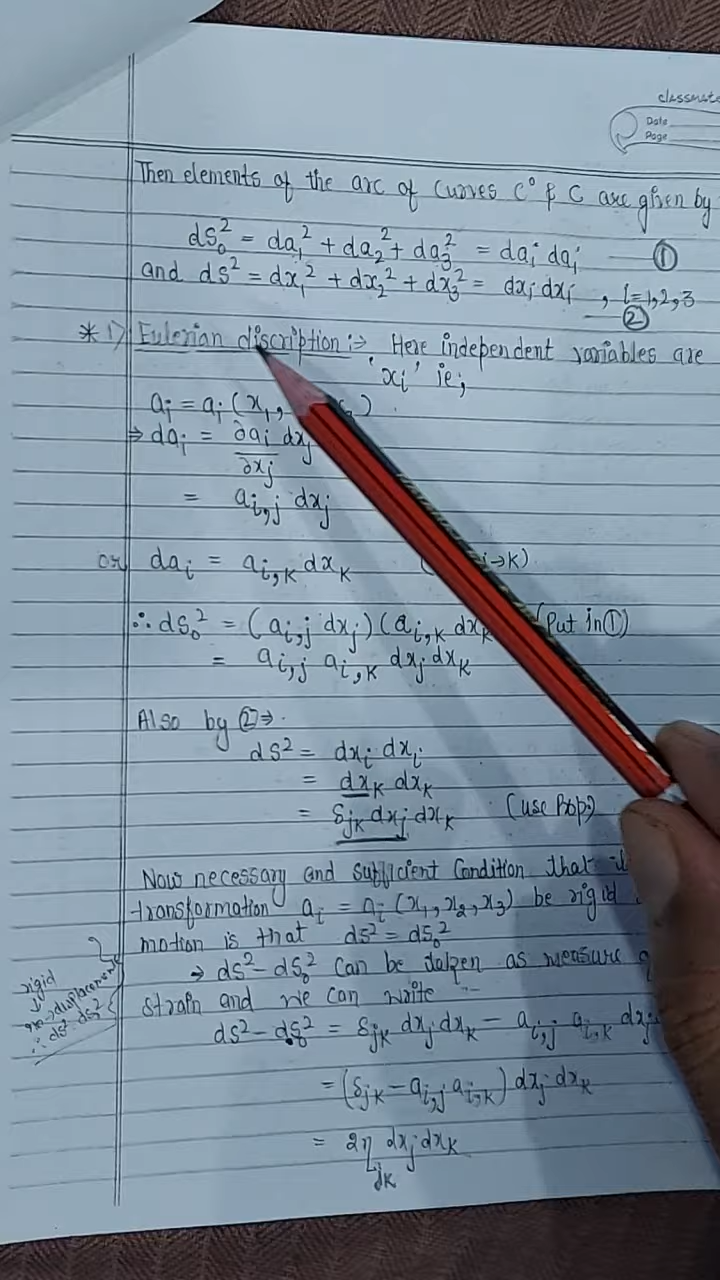 classmate
Date
Page
Then elements of the arc of curves C° & C are given by
ds₀² = da₁² + da₂² + da₃² = daᵢ daᵢ ①
and ds² = dx₁² + dx₂² + dx₃² = dxᵢ dxᵢ , i=1,2,3
②
* 1) Eulerian discription :→ Here independent variables are
'xᵢ' ie;
aᵢ = aᵢ (x₁, )
⇒ daᵢ = ∂aᵢ/∂xⱼ dxⱼ
= aᵢ,ⱼ dxⱼ
or daᵢ = aᵢ,ₖ dxₖ ( →k)
∴ ds₀² = (aᵢ,ⱼ dxⱼ) (aᵢ,ₖ dxₖ (Put in ①)
= aᵢ,ⱼ aᵢ,ₖ dxⱼ dxₖ
Also by ② ⇒
ds² = dxᵢ dxᵢ
= dxₖ dxₖ
= δⱼₖ dxⱼ dxₖ (use Prop)
Now necessary and sufficient condition that
transformation aᵢ = aᵢ (x₁, x₂, x₃) be rigid
motion is that ds² = ds₀²
→ ds² - ds₀² can be taken as measure
strain and we can write :-
rigid
displacement
∴ ds² = ds₀²
ds² - ds₀² = δⱼₖ dxⱼ dxₖ - aᵢ,ⱼ aᵢ,ₖ dxⱼ
= (δⱼₖ - aᵢ,ⱼ aᵢ,ₖ) dxⱼ dxₖ
= 2ηⱼₖ dxⱼ dxₖ